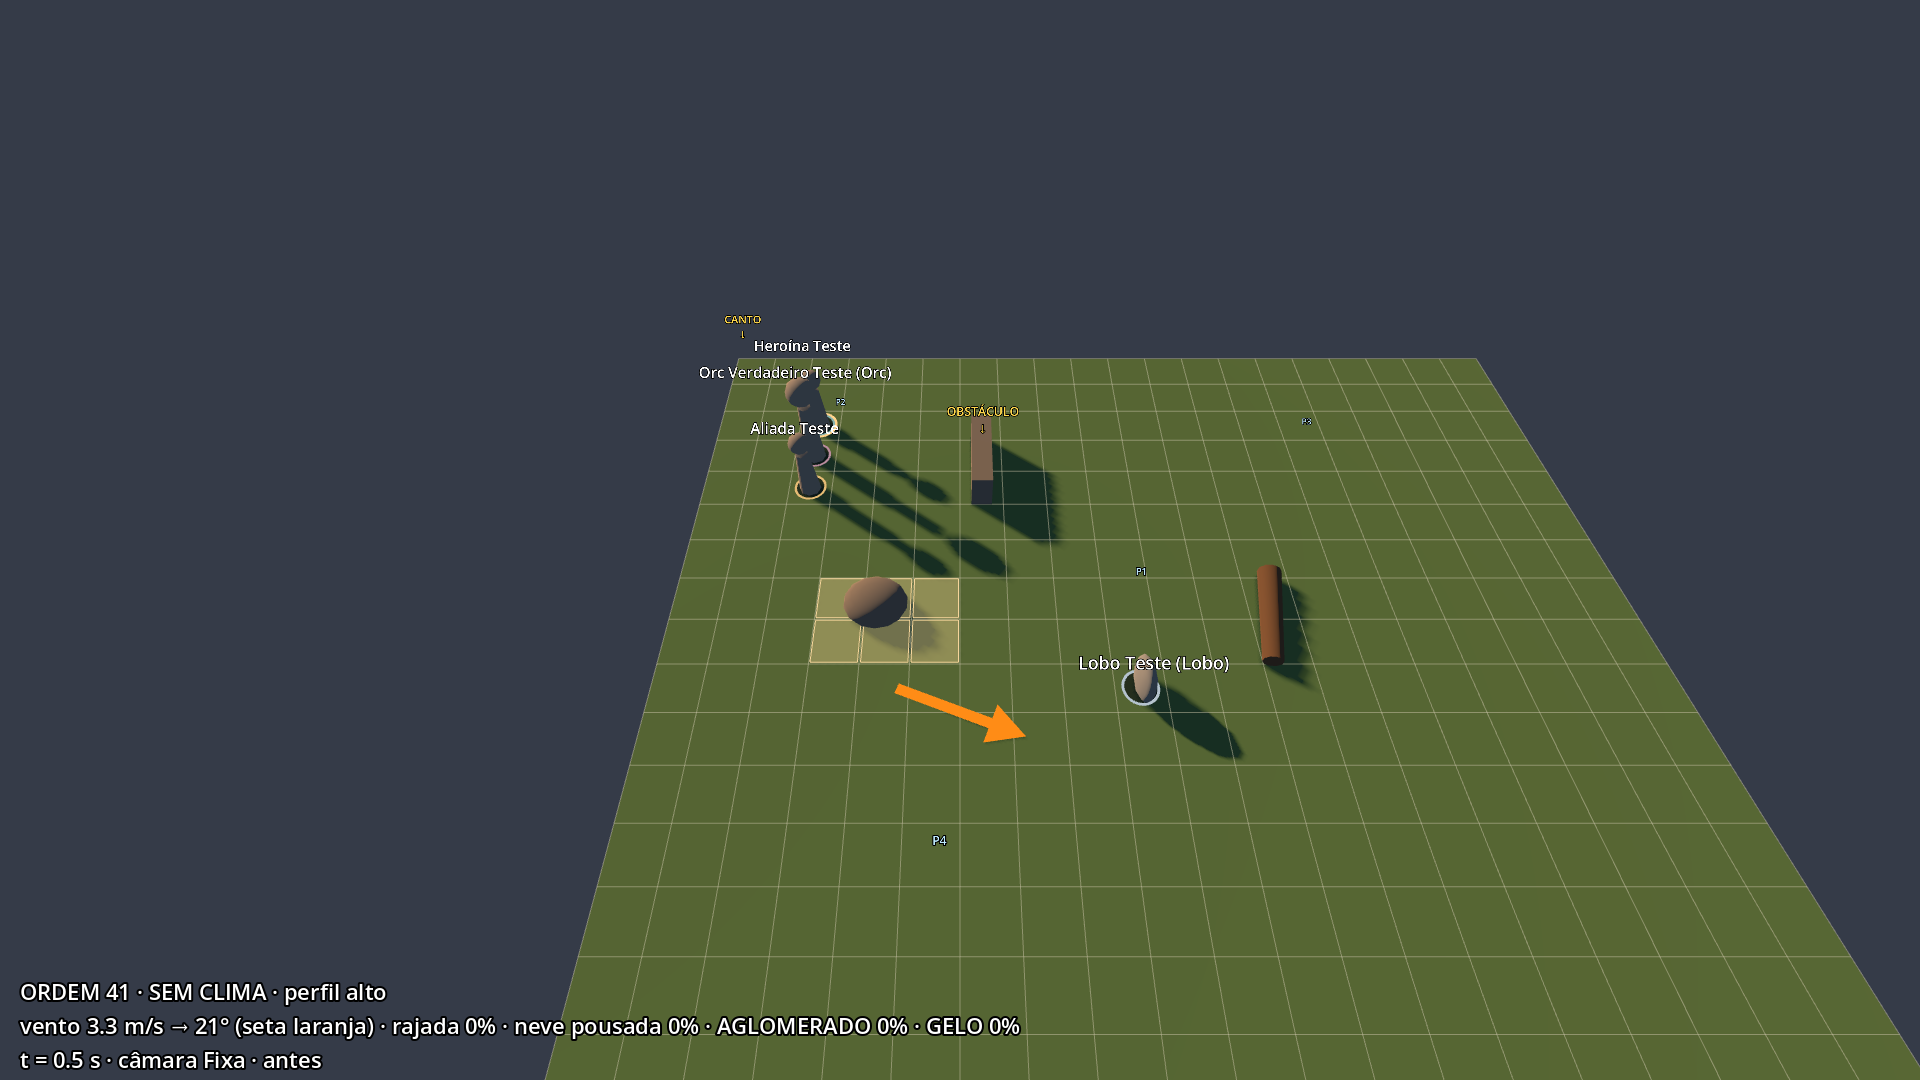 CANTO
↓
Heroína Teste
Orc Verdadeiro Teste (Orc)
P2
OBSTÁCULO
↓
P3
Aliada Teste
P1
Lobo Teste (Lobo)
P4
ORDEM 41 · SEM CLIMA · perfil alto
vento 3.3 m/s → 21° (seta laranja) · rajada 0% · neve pousada 0% · AGLOMERADO 0% · GELO 0%
t = 0.5 s · câmara Fixa · antes